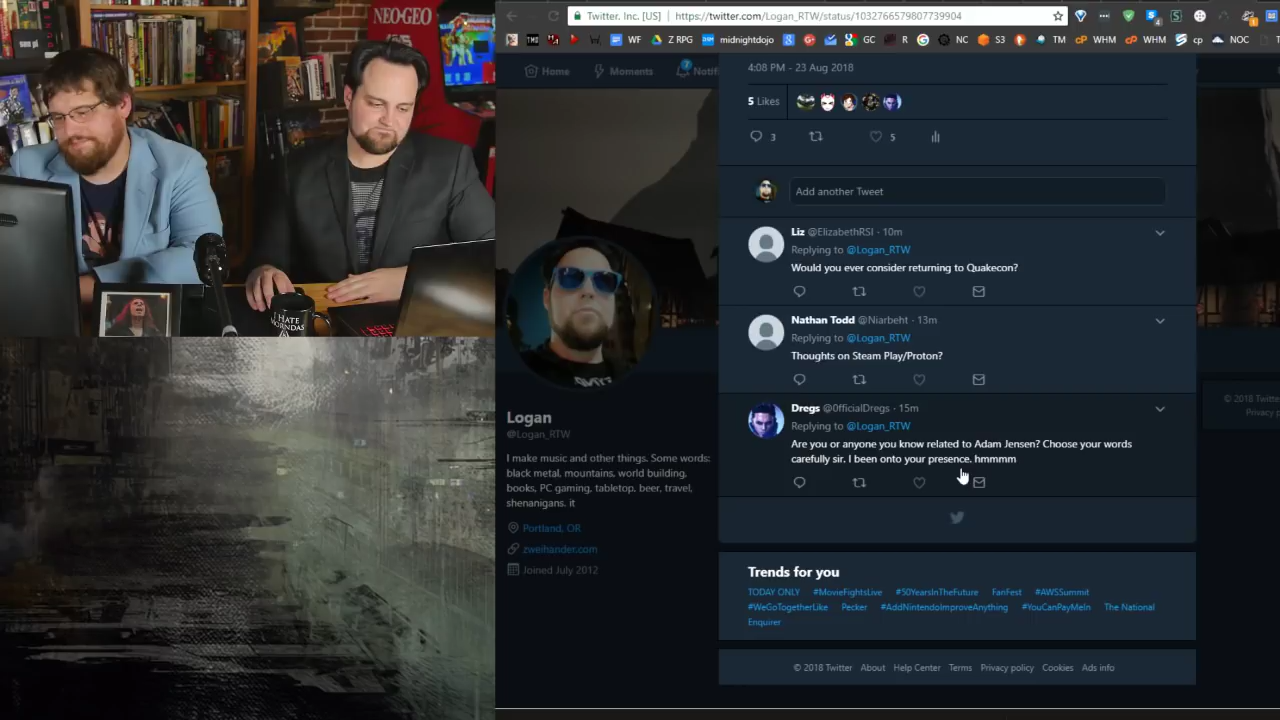 NEO·GEO
I HATE
MORNDAS
Twitter, Inc. [US]
https://twitter.com/Logan_RTW/status/1032766579807739904
WF
Z RPG
midnightdojo
GC
R
NC
S3
TM
WHM
WHM
cp
NOC
Home
Moments
Notifi
4:08 PM - 23 Aug 2018
5 Likes
3
5
Add another Tweet
Liz @ElizabethRSI · 10m
Replying to @Logan_RTW
Would you ever consider returning to Quakecon?
Nathan Todd @Niarbeht · 13m
Replying to @Logan_RTW
Thoughts on Steam Play/Proton?
Dregs @0fficialDregs · 15m
Replying to @Logan_RTW
Are you or anyone you know related to Adam Jensen? Choose your words
carefully sir. I been onto your presence. hmmmm
Logan
@Logan_RTW
I make music and other things. Some words:
black metal, mountains, world building,
books, PC gaming, tabletop, beer, travel,
shenanigans. it
Portland, OR
zweihander.com
Joined July 2012
Trends for you
TODAY ONLY #MovieFightsLive #50YearsInTheFuture FanFest #AWSSummit
#WeGoTogetherLike Pecker #AddNintendoImproveAnything #YouCanPayMeIn The National
Enquirer
© 2018 Twitter About Help Center Terms Privacy policy Cookies Ads info
© 2018 Twitte
Privacy p